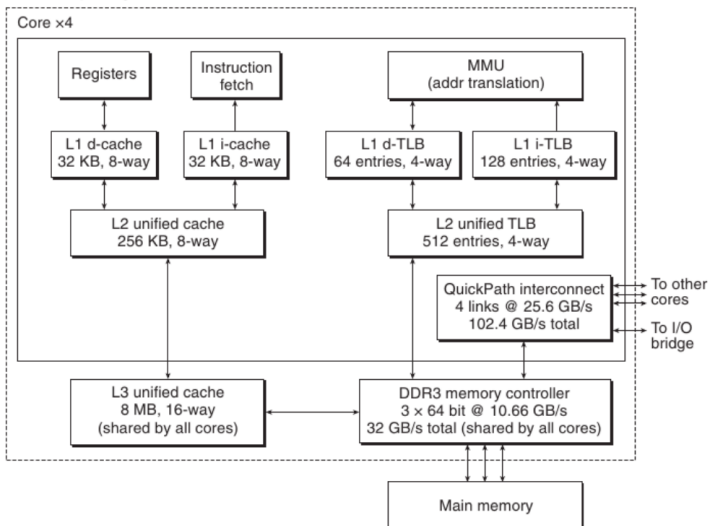 Core ×4
Registers
Instruction
fetch
MMU
(addr translation)
L1 d-cache
32 KB, 8-way
L1 i-cache
32 KB, 8-way
L1 d-TLB
64 entries, 4-way
L1 i-TLB
128 entries, 4-way
L2 unified cache
256 KB, 8-way
L2 unified TLB
512 entries, 4-way
QuickPath interconnect
4 links @ 25.6 GB/s
102.4 GB/s total
To other
cores
To I/O
bridge
L3 unified cache
8 MB, 16-way
(shared by all cores)
DDR3 memory controller
3 × 64 bit @ 10.66 GB/s
32 GB/s total (shared by all cores)
Main memory